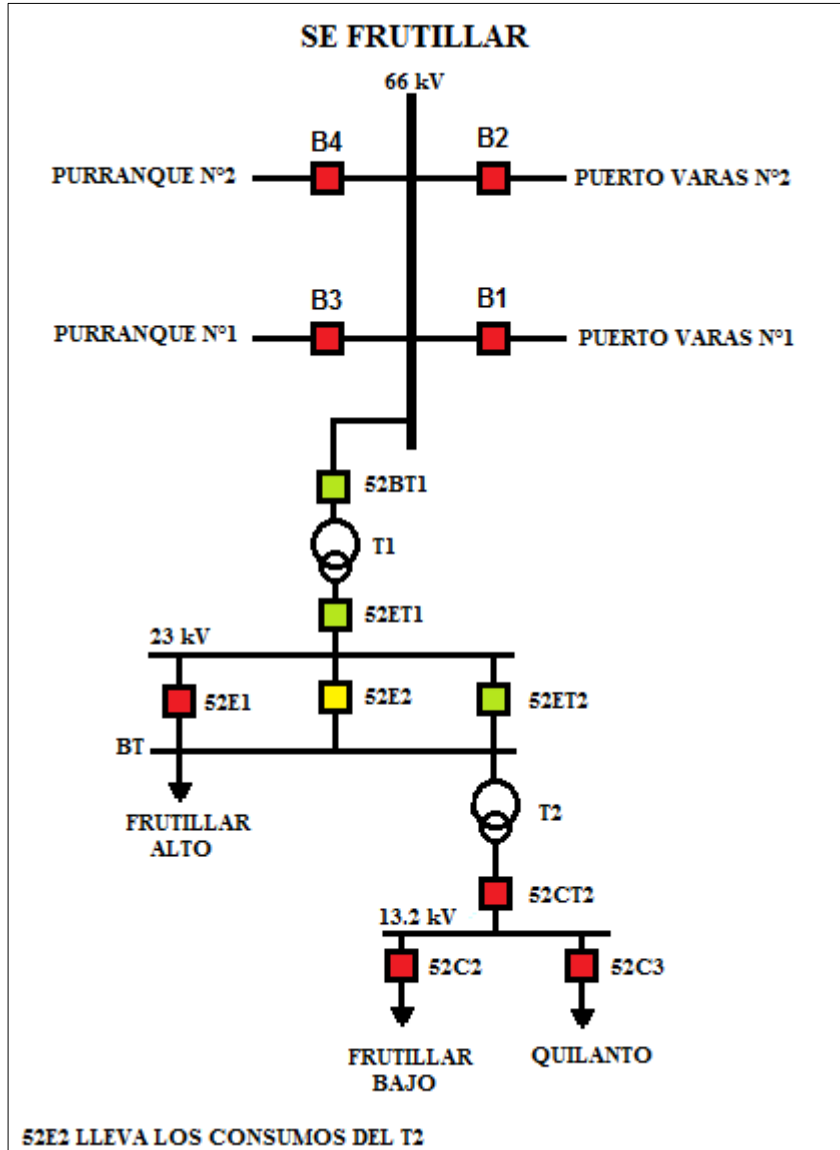 SE FRUTILLAR
66 kV
B4
B2
PURRANQUE N°2
PUERTO VARAS N°2
B3
B1
PURRANQUE N°1
PUERTO VARAS N°1
52BT1
T1
52ET1
23 kV
52E1
52E2
52ET2
BT
FRUTILLAR
ALTO
T2
52CT2
13.2 kV
52C2
52C3
FRUTILLAR
BAJO
QUILANTO
52E2 LLEVA LOS CONSUMOS DEL T2